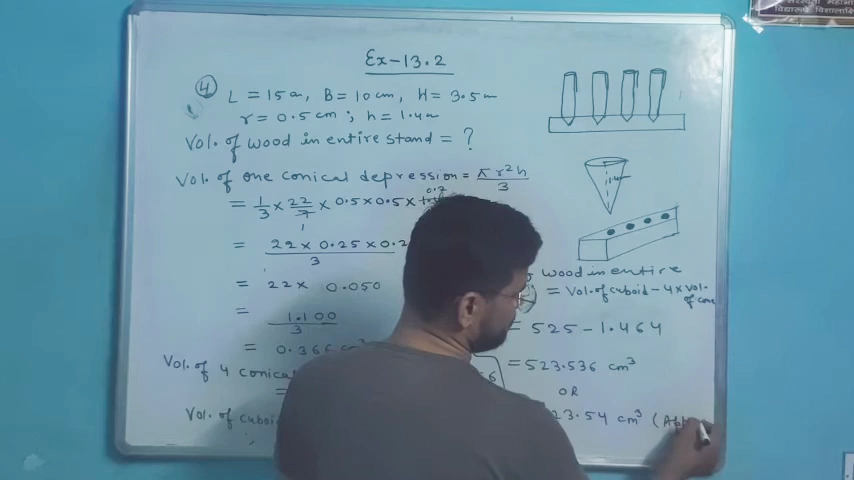 Ex-13.2
4
L = 15 cm, B = 10 cm, H = 3.5 cm
r = 0.5 cm ; h = 1.4 cm
Vol. of wood in entire stand = ?
Vol. of one conical depression = π r² h / 3
= 1/3 × 22/7 × 0.5 × 0.5 ×
= 22 × 0.25 × 0.2 / 3
= 22 × 0.050
= 1.100 / 3
= 0.366 cm³
Vol. of 4 conical
Vol. of cuboid
wood in entire
= Vol. of cuboid - 4 × vol. of cone
= 525 - 1.464
= 523.536 cm³
OR
23.54 cm³ (App